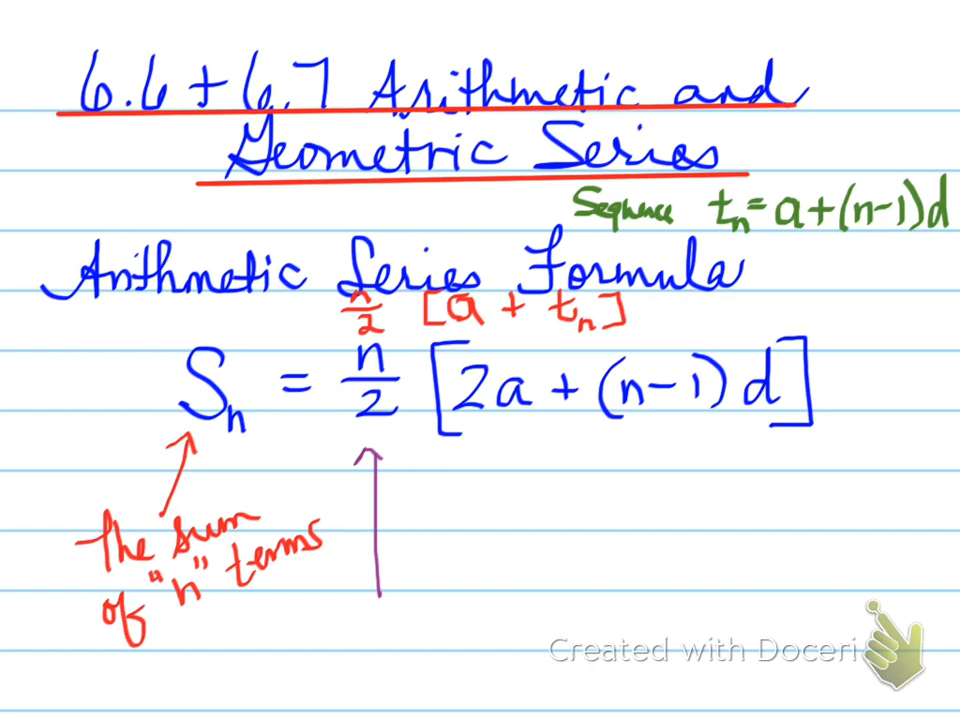 6.6 + 6.7 Arithmetic and
Geometric Series
Sequence tn = a + (n-1)d
Arithmetic Series Formula
n/2 [a + tn]
Sn = n/2 [2a + (n-1)d]
the sum
of "n" terms
Created with Doceri